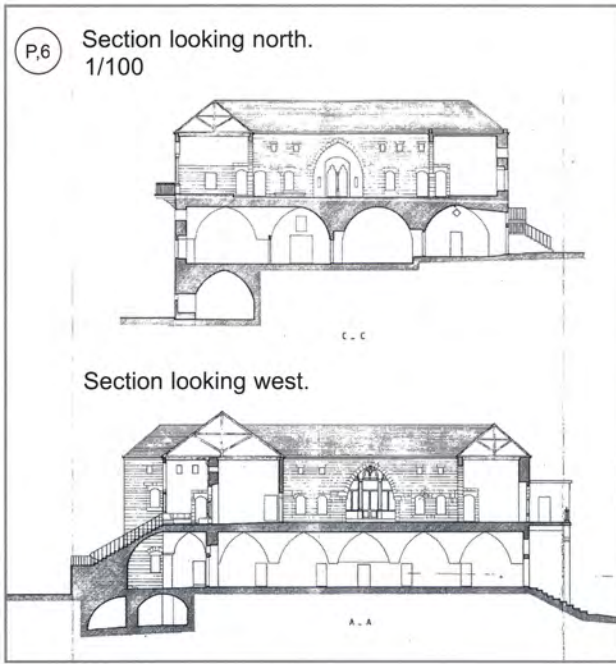 P,6
Section looking north.
1/100
C - C
Section looking west.
A - A